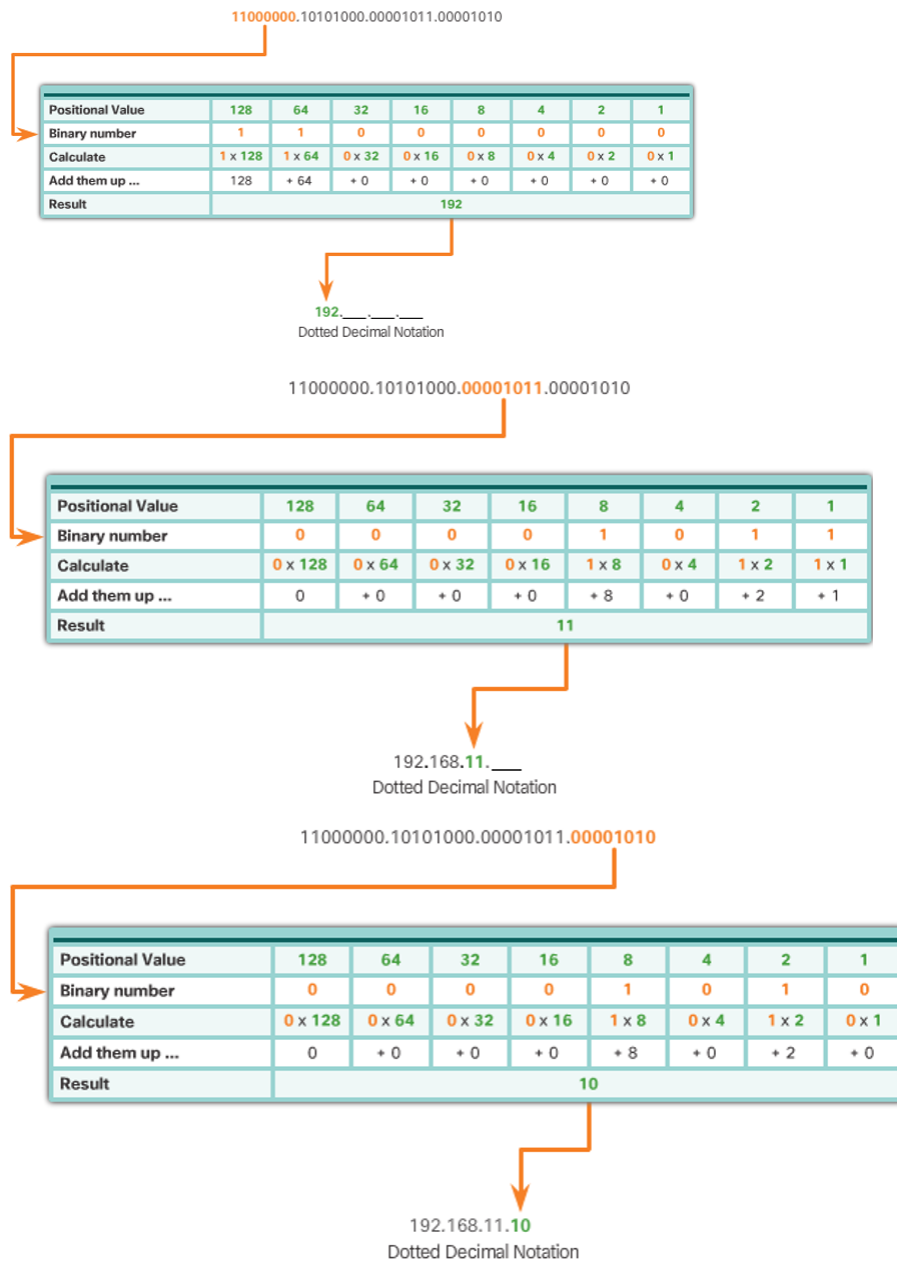 11000000.10101000.00001011.00001010
Positional Value 128 64 32 16 8 4 2 1
Binary number 1 1 0 0 0 0 0 0
Calculate 1 x 128 1 x 64 0 x 32 0 x 16 0 x 8 0 x 4 0 x 2 0 x 1
Add them up ... 128 + 64 + 0 + 0 + 0 + 0 + 0 + 0
Result 192
192.___.___.___
Dotted Decimal Notation
11000000.10101000.00001011.00001010
Positional Value 128 64 32 16 8 4 2 1
Binary number 0 0 0 0 1 0 1 1
Calculate 0 x 128 0 x 64 0 x 32 0 x 16 1 x 8 0 x 4 1 x 2 1 x 1
Add them up ... 0 + 0 + 0 + 0 + 8 + 0 + 2 + 1
Result 11
192.168.11.___
Dotted Decimal Notation
11000000.10101000.00001011.00001010
Positional Value 128 64 32 16 8 4 2 1
Binary number 0 0 0 0 1 0 1 0
Calculate 0 x 128 0 x 64 0 x 32 0 x 16 1 x 8 0 x 4 1 x 2 0 x 1
Add them up ... 0 + 0 + 0 + 0 + 8 + 0 + 2 + 0
Result 10
192.168.11.10
Dotted Decimal Notation